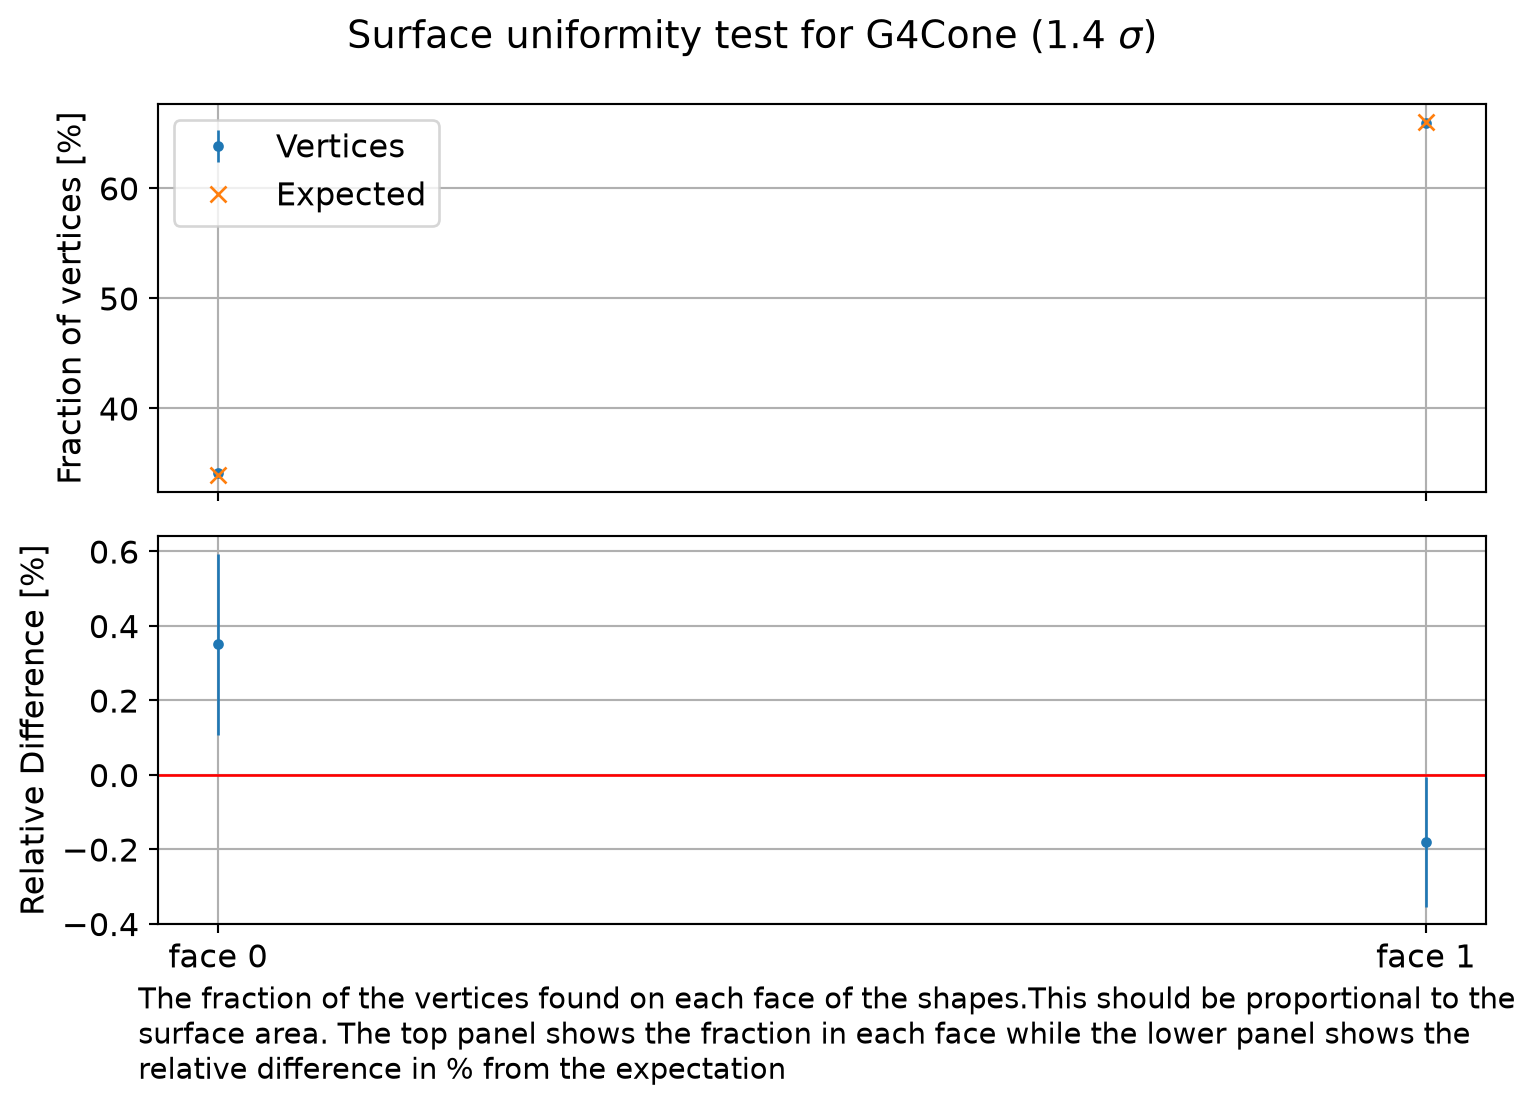 Surface uniformity test for G4Cone (1.4 σ)
Fraction of vertices [%]
60
50
40
Vertices
Expected
Relative Difference [%]
0.6
0.4
0.2
0.0
−0.2
−0.4
face 0
face 1
The fraction of the vertices found on each face of the shapes.This should be proportional to the
surface area. The top panel shows the fraction in each face while the lower panel shows the
relative difference in % from the expectation